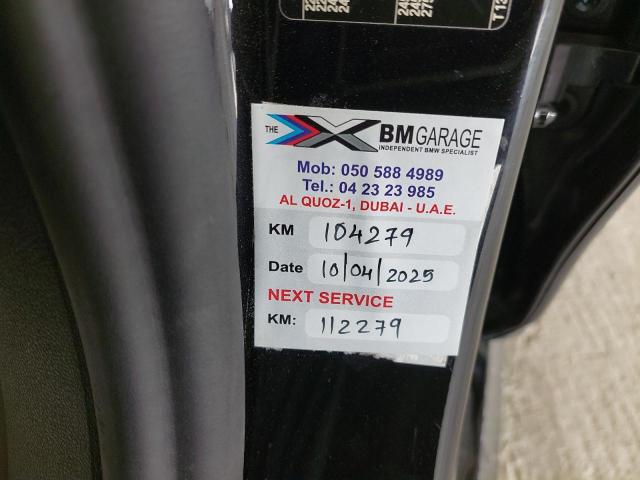 THE X BMGARAGE
INDEPENDENT BMW SPECIALIST
Mob: 050 588 4989
Tel.: 04 23 23 985
AL QUOZ-1, DUBAI - U.A.E.
KM 104279
Date 10/04/2025
NEXT SERVICE
KM: 112279